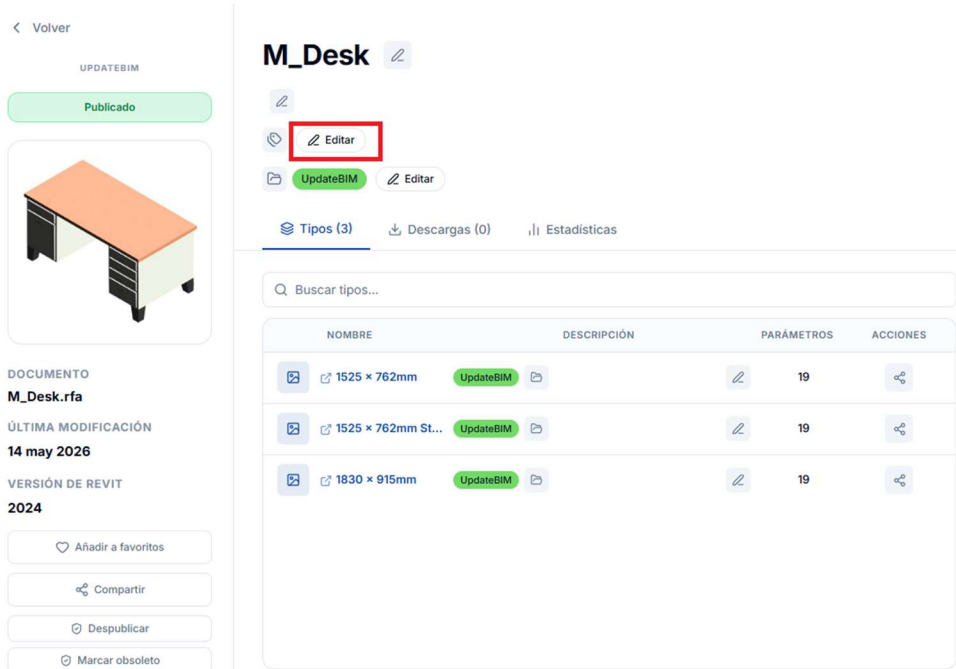 Volver
UPDATEBIM
Publicado
DOCUMENTO
M_Desk.rfa
ÚLTIMA MODIFICACIÓN
14 may 2026
VERSIÓN DE REVIT
2024
Añadir a favoritos
Compartir
Despublicar
Marcar obsoleto
M_Desk
Editar
UpdateBIM Editar
Tipos (3) Descargas (0) Estadísticas
Buscar tipos...
NOMBRE DESCRIPCIÓN PARÁMETROS ACCIONES
1525 × 762mm UpdateBIM 19
1525 × 762mm St... UpdateBIM 19
1830 × 915mm UpdateBIM 19